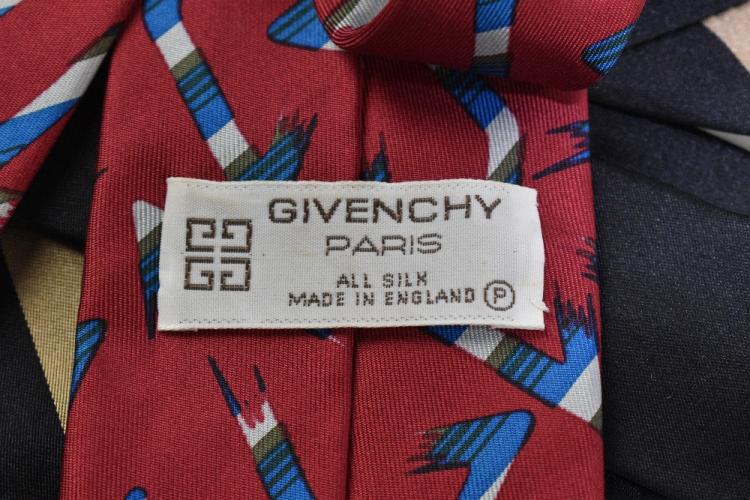 GIVENCHY
PARIS
ALL SILK
MADE IN ENGLAND Ⓟ